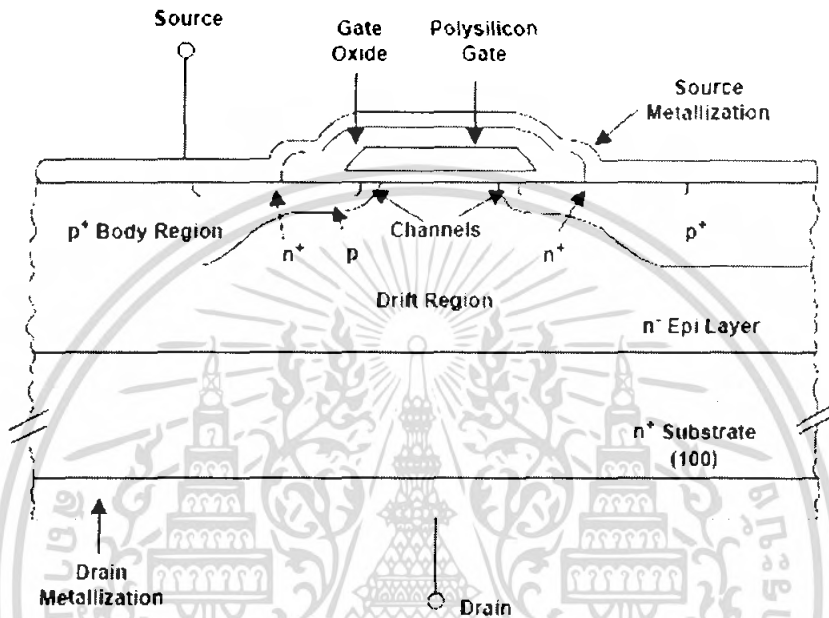 Source
Gate
Oxide
Polysilicon
Gate
Source
Metallization
p⁺ Body Region
n⁺
p
Channels
n⁺
p⁺
Drift Region
n⁻ Epi Layer
n⁺ Substrate
(100)
Drain
Metallization
Drain